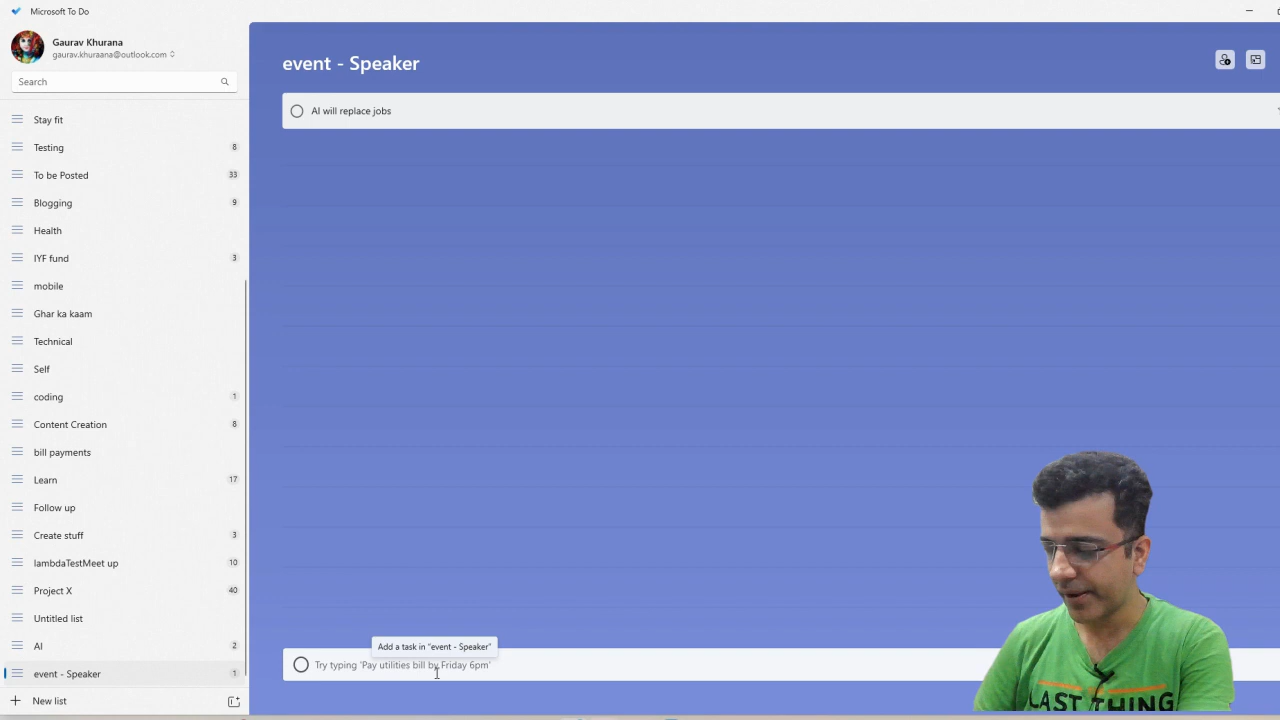 Microsoft To Do
Gaurav Khurana
gaurav.khuraana@outlook.com
Search
Stay fit
Testing 8
To be Posted 33
Blogging 9
Health
IYF fund 3
mobile
Ghar ka kaam
Technical
Self
coding 1
Content Creation 8
bill payments
Learn 17
Follow up
Create stuff 3
lambdaTestMeet up 10
Project X 40
Untitled list
AI 2
event - Speaker 1
New list
event - Speaker
AI will replace jobs
Add a task in "event - Speaker"
Try typing 'Pay utilities bill by Friday 6pm'
LAST THING